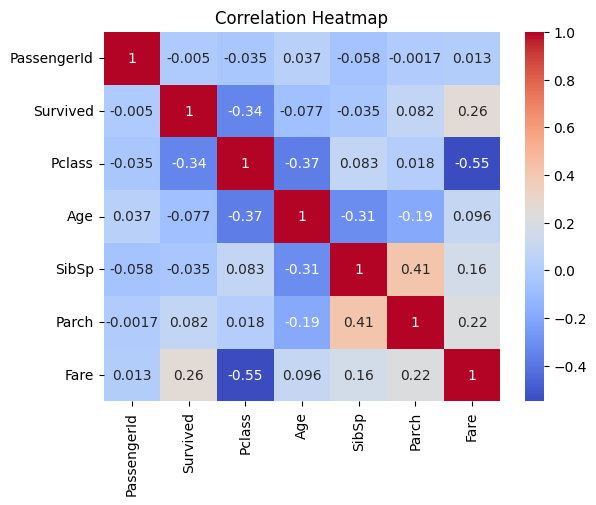 Correlation Heatmap
PassengerId 1 -0.005 -0.035 0.037 -0.058 -0.0017 0.013
Survived -0.005 1 -0.34 -0.077 -0.035 0.082 0.26
Pclass -0.035 -0.34 1 -0.37 0.083 0.018 -0.55
Age 0.037 -0.077 -0.37 1 -0.31 -0.19 0.096
SibSp -0.058 -0.035 0.083 -0.31 1 0.41 0.16
Parch -0.0017 0.082 0.018 -0.19 0.41 1 0.22
Fare 0.013 0.26 -0.55 0.096 0.16 0.22 1
PassengerId Survived Pclass Age SibSp Parch Fare
1.0
0.8
0.6
0.4
0.2
0.0
−0.2
−0.4